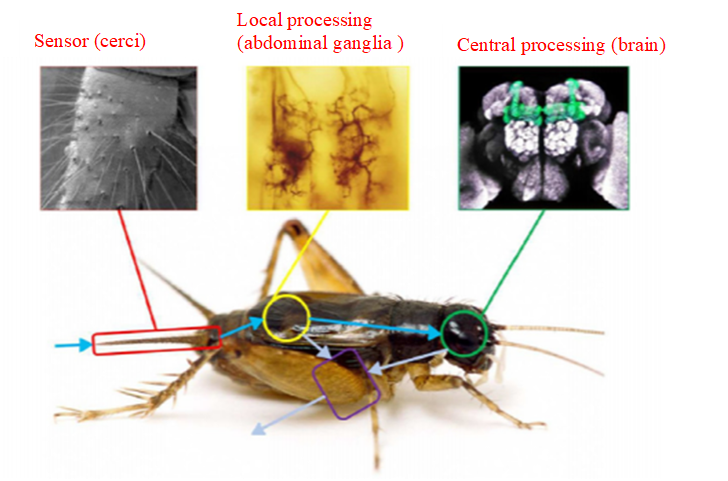 Sensor (cerci)
Local processing
(abdominal ganglia )
Central processing (brain)